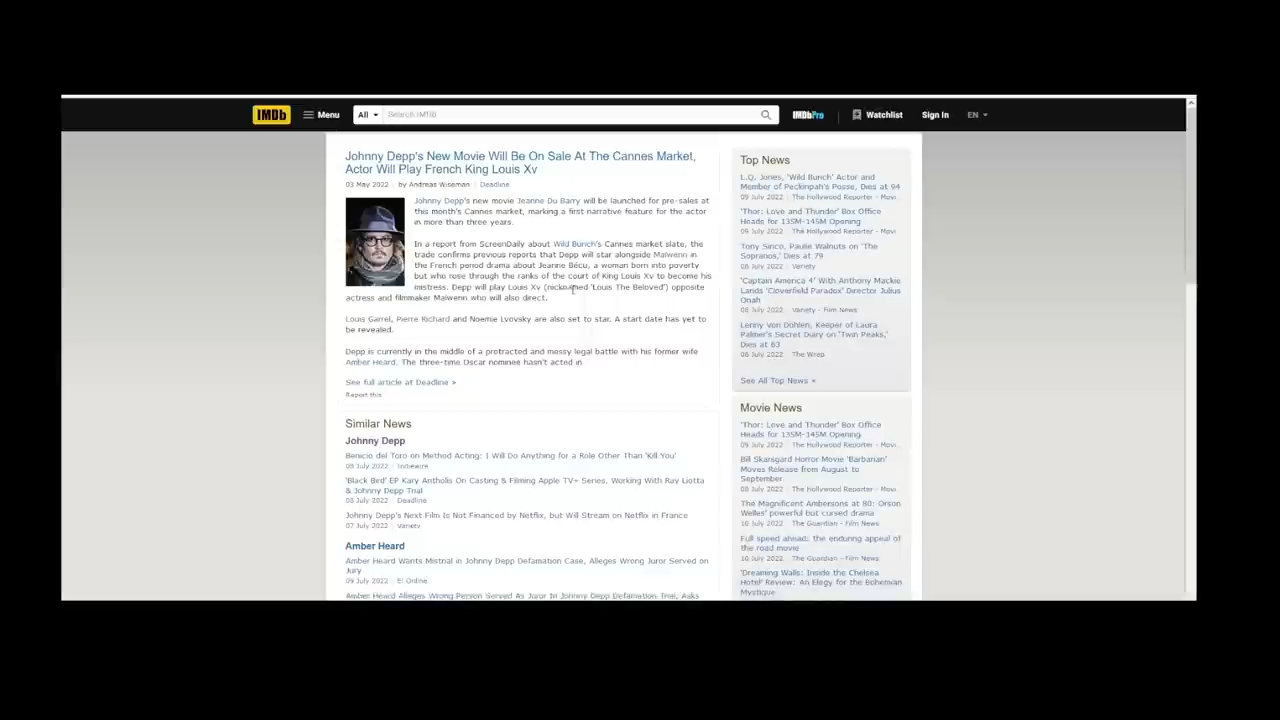 IMDb Menu All Search IMDb IMDbPro Watchlist Sign In EN
Johnny Depp's New Movie Will Be On Sale At The Cannes Market,
Actor Will Play French King Louis Xv
03 May 2022 | by Andreas Wiseman | Deadline
Johnny Depp's new movie Jeanne Du Barry will be launched for pre-sales at
this month's Cannes market, marking a first narrative feature for the actor
in more than three years.
In a report from ScreenDaily about Wild Bunch's Cannes market slate, the
trade confirms previous reports that Depp will star alongside Maïwenn in
the French period drama about Jeanne Bécu, a woman born into poverty
but who rose through the ranks of the court of King Louis Xv to become his
mistress. Depp will play Louis Xv (nicknamed 'Louis The Beloved') opposite
actress and filmmaker Maïwenn who will also direct.
Louis Garrel, Pierre Richard and Noemie Lvovsky are also set to star. A start date has yet to
be revealed.
Depp is currently in the middle of a protracted and messy legal battle with his former wife
Amber Heard. The three-time Oscar nominee hasn't acted in
See full article at Deadline »
Report this
Similar News
Johnny Depp
Benicio del Toro on Method Acting: I Will Do Anything for a Role Other Than 'Kill You'
08 July 2022 | Indiewire
'Black Bird' EP Kary Antholis On Casting & Filming Apple TV+ Series, Working With Ray Liotta
& Johnny Depp Trial
08 July 2022 | Deadline
Johnny Depp's Next Film Is Not Financed by Netflix, but Will Stream on Netflix in France
07 July 2022 | Variety
Amber Heard
Amber Heard Wants Mistrial in Johnny Depp Defamation Case, Alleges Wrong Juror Served on
Jury
09 July 2022 | E! Online
Amber Heard Alleges Wrong Person Served As Juror In Johnny Depp Defamation Trial, Asks
Top News
L.Q. Jones, 'Wild Bunch' Actor and
Member of Peckinpah's Posse, Dies at 94
09 July 2022 | The Hollywood Reporter - Movi
'Thor: Love and Thunder' Box Office
Heads for 135M-145M Opening
09 July 2022 | The Hollywood Reporter - Movi
Tony Sirico, Paulie Walnuts on 'The
Sopranos,' Dies at 79
08 July 2022 | Variety
'Captain America 4' With Anthony Mackie
Lands 'Cloverfield Paradox' Director Julius
Onah
08 July 2022 | Variety - Film News
Lenny Von Dohlen, Keeper of Laura
Palmer's Secret Diary on 'Twin Peaks,'
Dies at 63
08 July 2022 | The Wrap
See All Top News »
Movie News
'Thor: Love and Thunder' Box Office
Heads for 135M-145M Opening
09 July 2022 | The Hollywood Reporter - Movi
Bill Skarsgard Horror Movie 'Barbarian'
Moves Release from August to
September
08 July 2022 | The Hollywood Reporter - Movi
The Magnificent Ambersons at 80: Orson
Welles' powerful but cursed drama
10 July 2022 | The Guardian - Film News
Full speed ahead: the enduring appeal of
the road movie
10 July 2022 | The Guardian - Film News
'Dreaming Walls: Inside the Chelsea
Hotel' Review: An Elegy for the Bohemian
Mystique